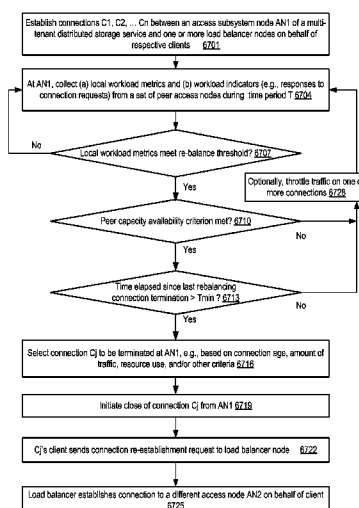 Establish connections C1, C2, ... Cn between an access subsystem node AN1 of a multi-
tenant distributed storage service and one or more load balancer nodes on behalf of
respective clients 6701
At AN1, collect (a) local workload metrics and (b) workload indicators (e.g., responses to
connection requests) from a set of peer access nodes during time period T 6704
No
Local workload metrics meet re-balance threshold? 6707
Yes
Optionally, throttle traffic on one o
more connections 6728
Peer capacity availability criterion met? 6710
No
Yes
Time elapsed since last rebalancing
connection termination > Tmin ? 6713
No
Yes
Select connection Cj to be terminated at AN1, e.g., based on connection age, amount of
traffic, resource use, and/or other criteria 6716
Initiate close of connection Cj from AN1 6719
Cj's client sends connection re-establishment request to load balancer node 6722
Load balancer establishes connection to a different access node AN2 on behalf of client
6725